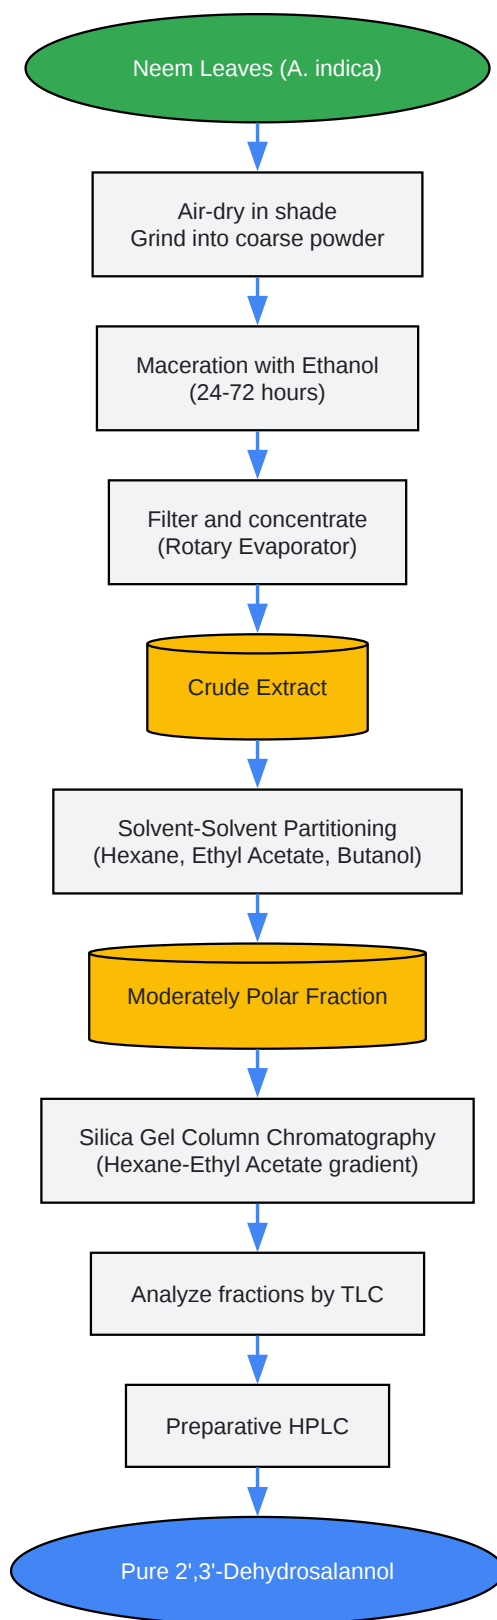 Neem Leaves (A. indica)
Air-dry in shade
Grind into coarse powder
Maceration with Ethanol
(24-72 hours)
Filter and concentrate
(Rotary Evaporator)
Crude Extract
Solvent-Solvent Partitioning
(Hexane, Ethyl Acetate, Butanol)
Moderately Polar Fraction
Silica Gel Column Chromatography
(Hexane-Ethyl Acetate gradient)
Analyze fractions by TLC
Preparative HPLC
Pure 2',3'-Dehydrosalannol